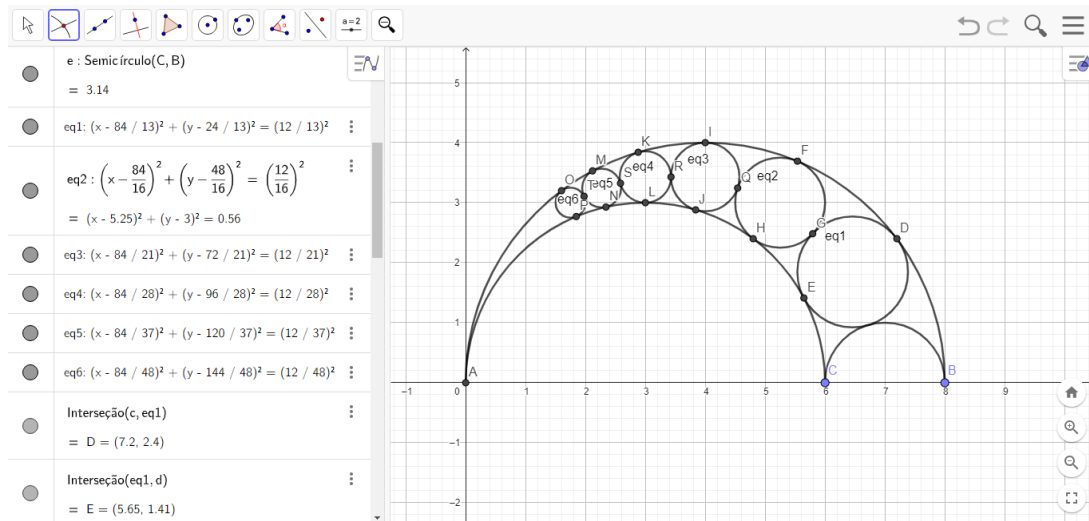 a = 2
e : Semicírculo(C, B)
= 3.14
eq1: (x - 84 / 13)² + (y - 24 / 13)² = (12 / 13)²
eq2 : (x − 84/16)² + (y − 48/16)² = (12/16)²
= (x - 5.25)² + (y - 3)² = 0.56
eq3: (x - 84 / 21)² + (y - 72 / 21)² = (12 / 21)²
eq4: (x - 84 / 28)² + (y - 96 / 28)² = (12 / 28)²
eq5: (x - 84 / 37)² + (y - 120 / 37)² = (12 / 37)²
eq6: (x - 84 / 48)² + (y - 144 / 48)² = (12 / 48)²
Interseção(c, eq1)
= D = (7.2, 2.4)
Interseção(eq1, d)
= E = (5.65, 1.41)
5
4
3
2
1
−1
−2
−1 0 1 2 3 4 5 6 7 8 9
I
K
F
M
eq4
eq3
R
S
O
T
eq5
Q
eq2
eq6
P
N
L
J
H
G
D
eq1
E
A
C
B